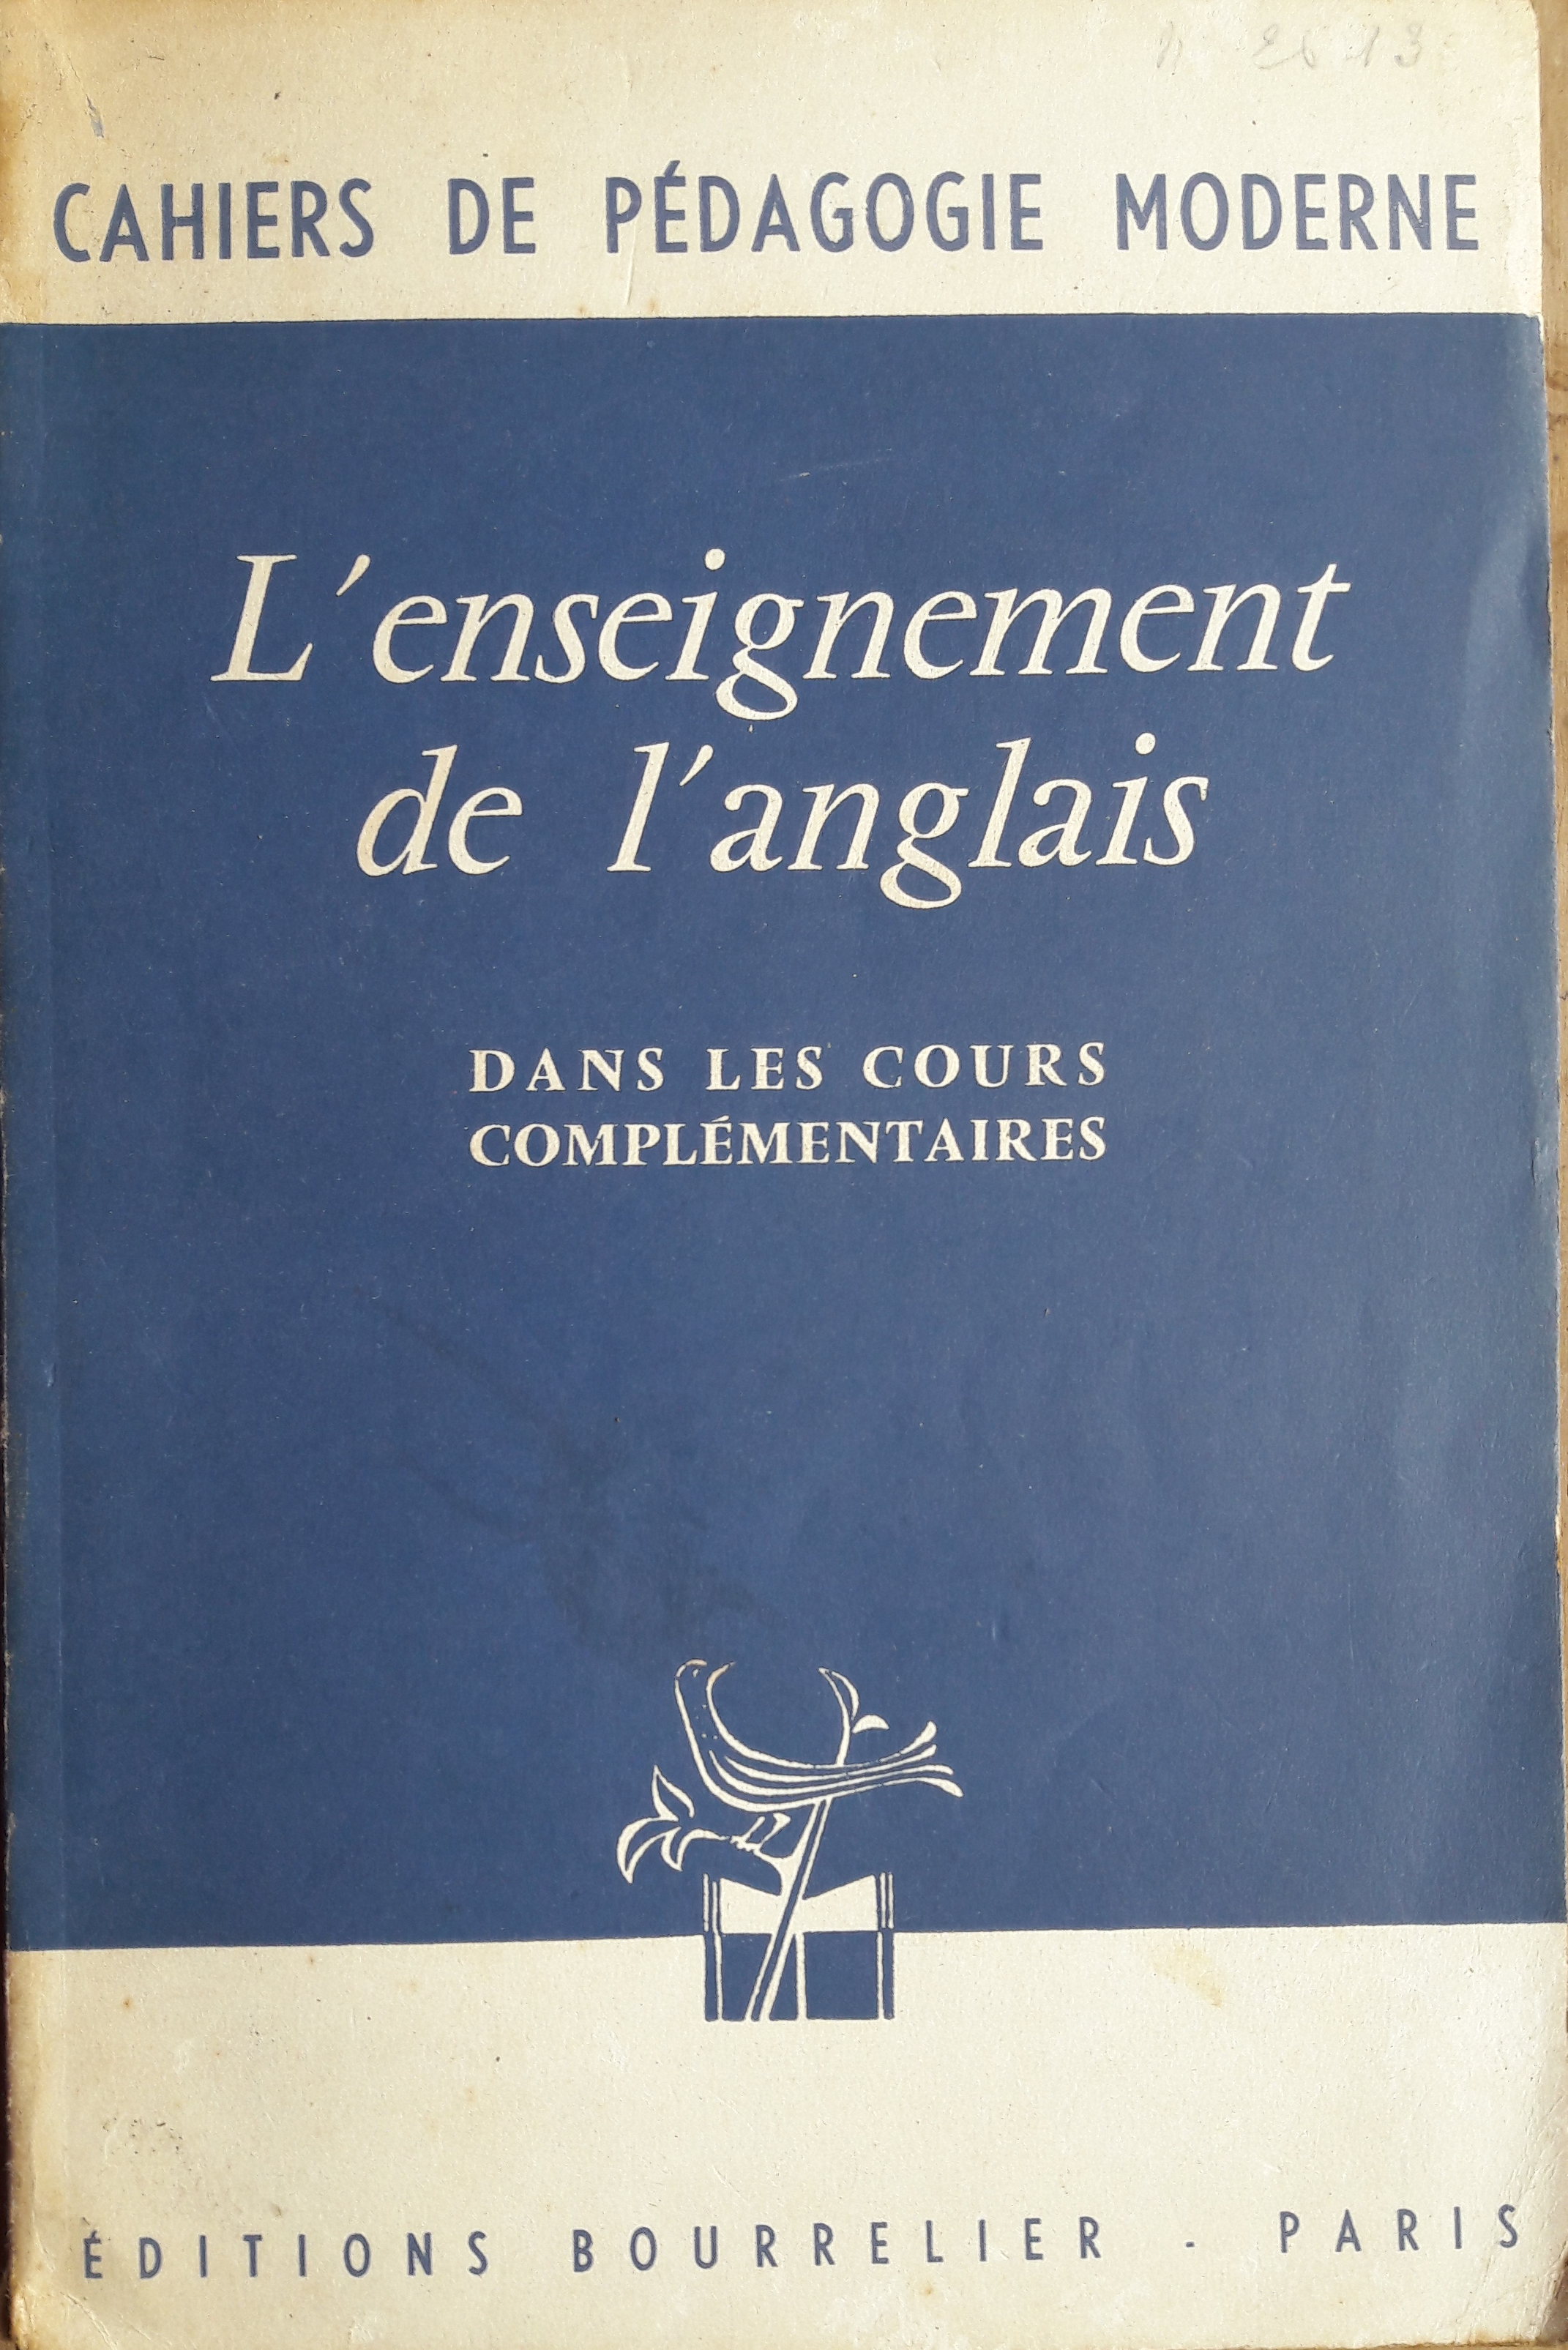 CAHIERS DE PÉDAGOGIE MODERNE
L'enseignement
de l'anglais
DANS LES COURS
COMPLÉMENTAIRES
ÉDITIONS BOURRELIER - PARIS